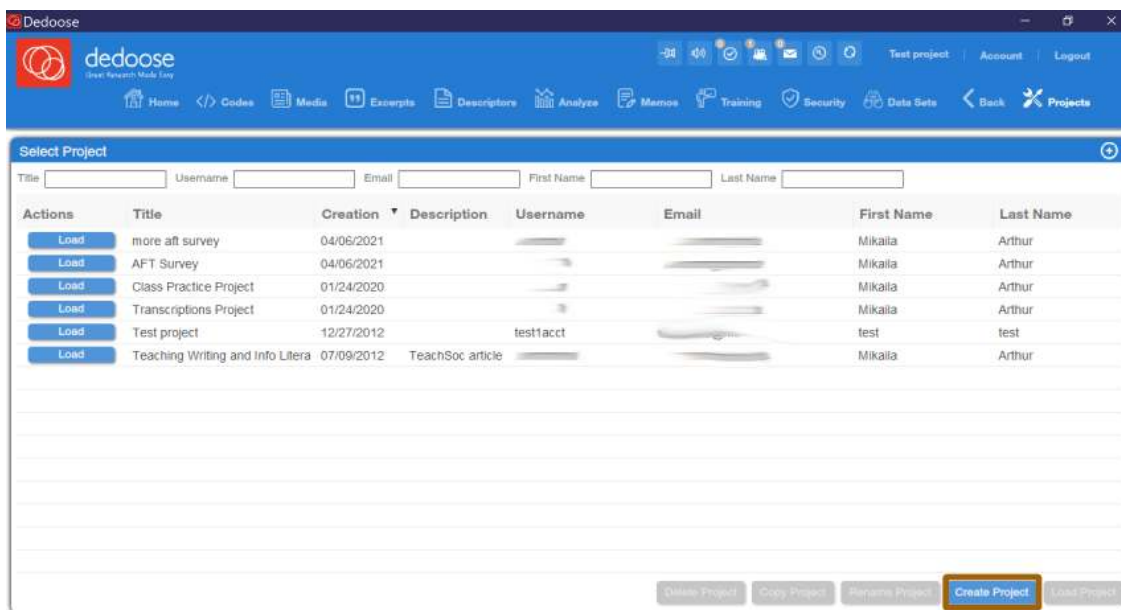 Dedoose
dedoose
Great Research Made Easy
0 1 0 Test project Account Logout
Home Codes Media Excerpts Descriptors Analyze Memos Training Security Data Sets Back Projects
Select Project
Title Username Email First Name Last Name
Actions Title Creation Description Username Email First Name Last Name
Load more aft survey 04/06/2021 Mikaila Arthur
Load AFT Survey 04/06/2021 Mikaila Arthur
Load Class Practice Project 01/24/2020 Mikaila Arthur
Load Transcriptions Project 01/24/2020 Mikaila Arthur
Load Test project 12/27/2012 test1acct test test
Load Teaching Writing and Info Litera 07/09/2012 TeachSoc article Mikaila Arthur
Delete Project Copy Project Rename Project Create Project Load Project